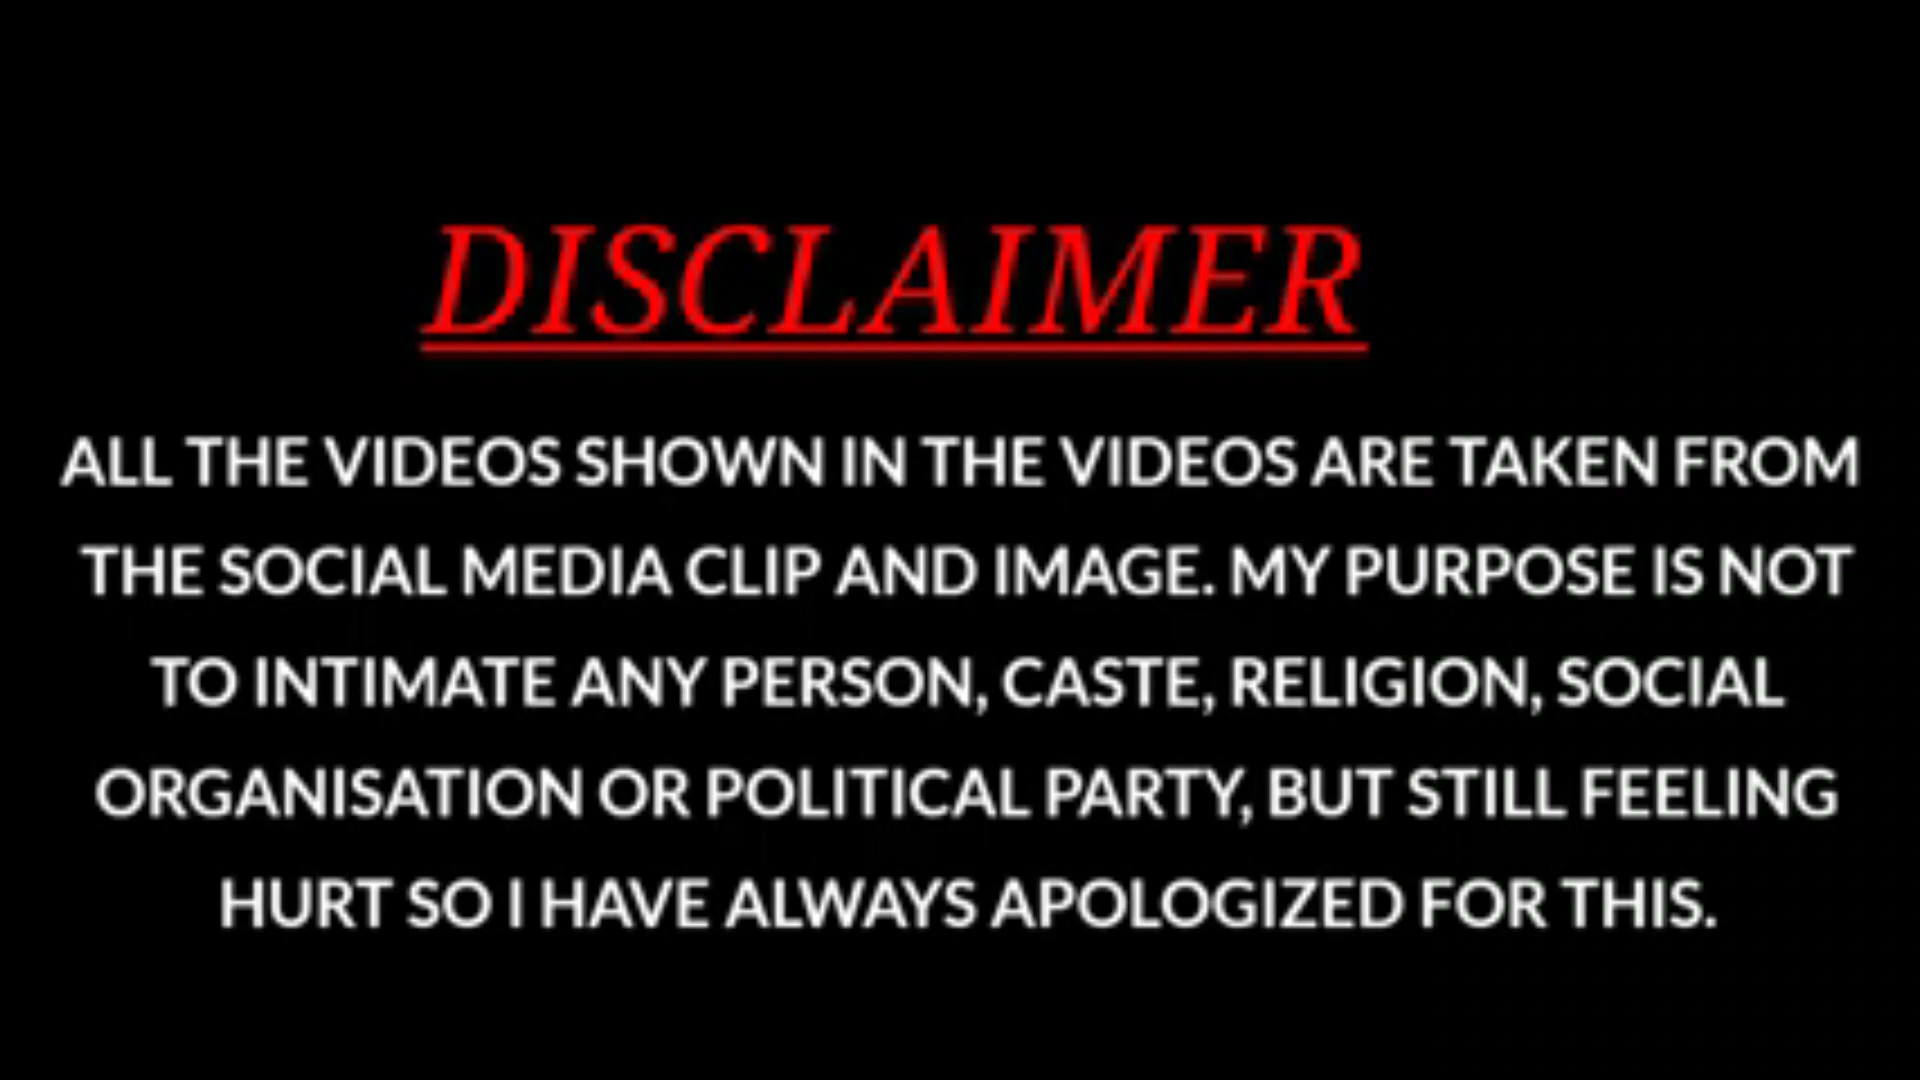 DISCLAIMER
ALL THE VIDEOS SHOWN IN THE VIDEOS ARE TAKEN FROM
THE SOCIAL MEDIA CLIP AND IMAGE. MY PURPOSE IS NOT
TO INTIMATE ANY PERSON, CASTE, RELIGION, SOCIAL
ORGANISATION OR POLITICAL PARTY, BUT STILL FEELING
HURT SO I HAVE ALWAYS APOLOGIZED FOR THIS.